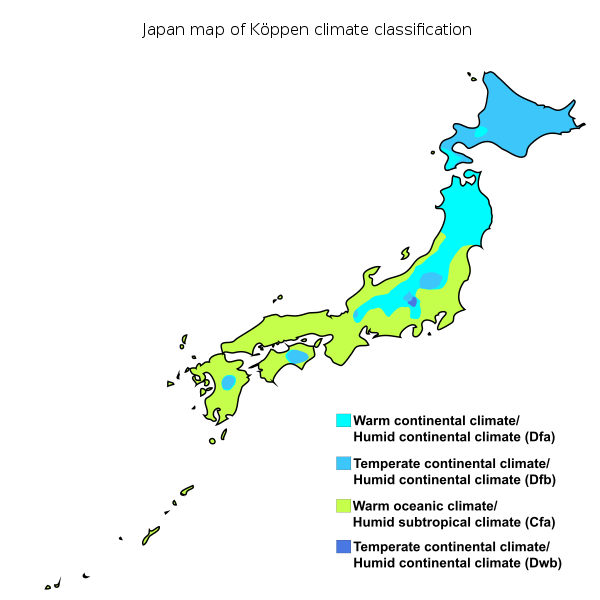 Japan map of Köppen climate classification
Warm continental climate/
Humid continental climate (Dfa)
Temperate continental climate/
Humid continental climate (Dfb)
Warm oceanic climate/
Humid subtropical climate (Cfa)
Temperate continental climate/
Humid continental climate (Dwb)